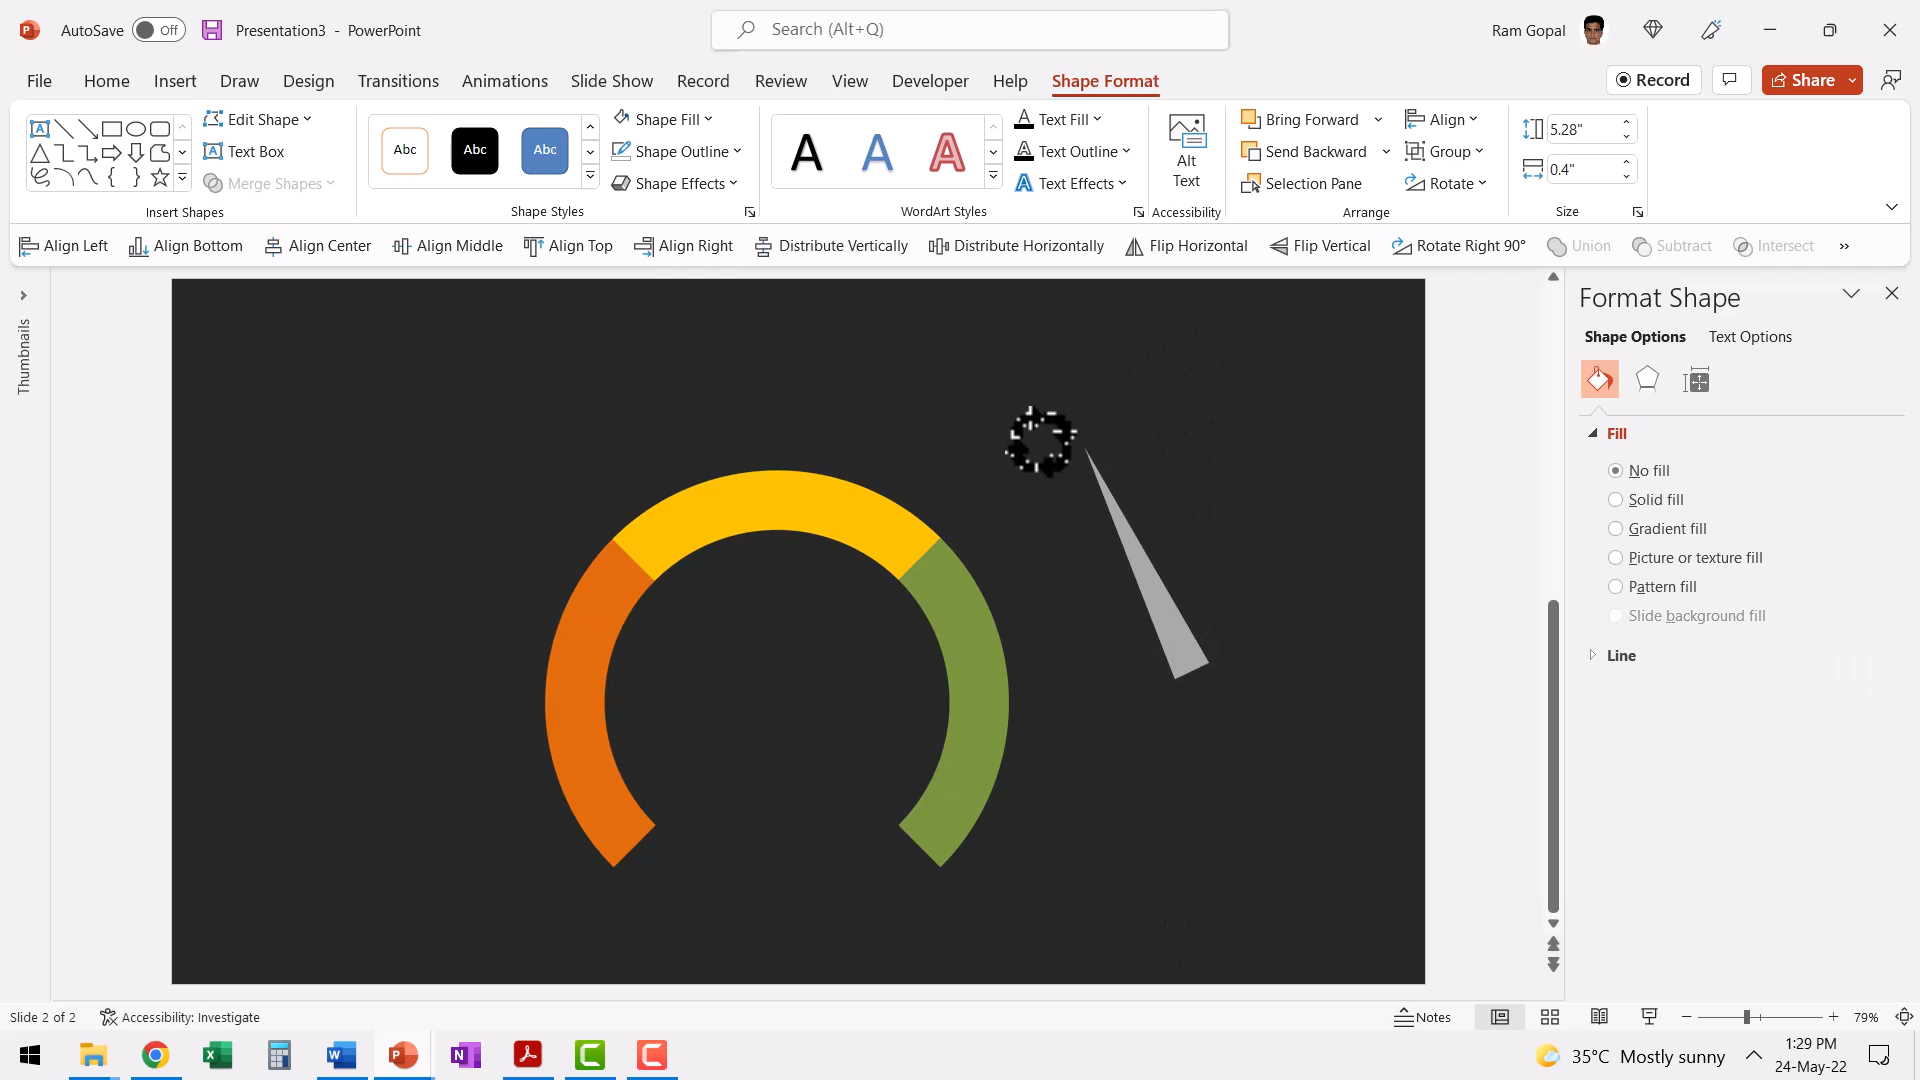 AutoSave Off Presentation3 - PowerPoint Search (Alt+Q) Ram Gopal
File Home Insert Draw Design Transitions Animations Slide Show Record Review View Developer Help Shape Format Record Share
Edit Shape
Text Box
Merge Shapes
Insert Shapes
Abc Abc Abc
Shape Fill
Shape Outline
Shape Effects
Shape Styles
A A A
Text Fill
Text Outline
Text Effects
WordArt Styles
Alt
Text
Accessibility
Bring Forward
Send Backward
Selection Pane
Align
Group
Rotate
Arrange
5.28"
0.4"
Size
Align Left Align Bottom Align Center Align Middle Align Top Align Right Distribute Vertically Distribute Horizontally Flip Horizontal Flip Vertical Rotate Right 90° Union Subtract Intersect
Thumbnails
Format Shape
Shape Options Text Options
Fill
No fill
Solid fill
Gradient fill
Picture or texture fill
Pattern fill
Slide background fill
Line
Slide 2 of 2 Accessibility: Investigate Notes 79%
35°C Mostly sunny
1:29 PM
24-May-22